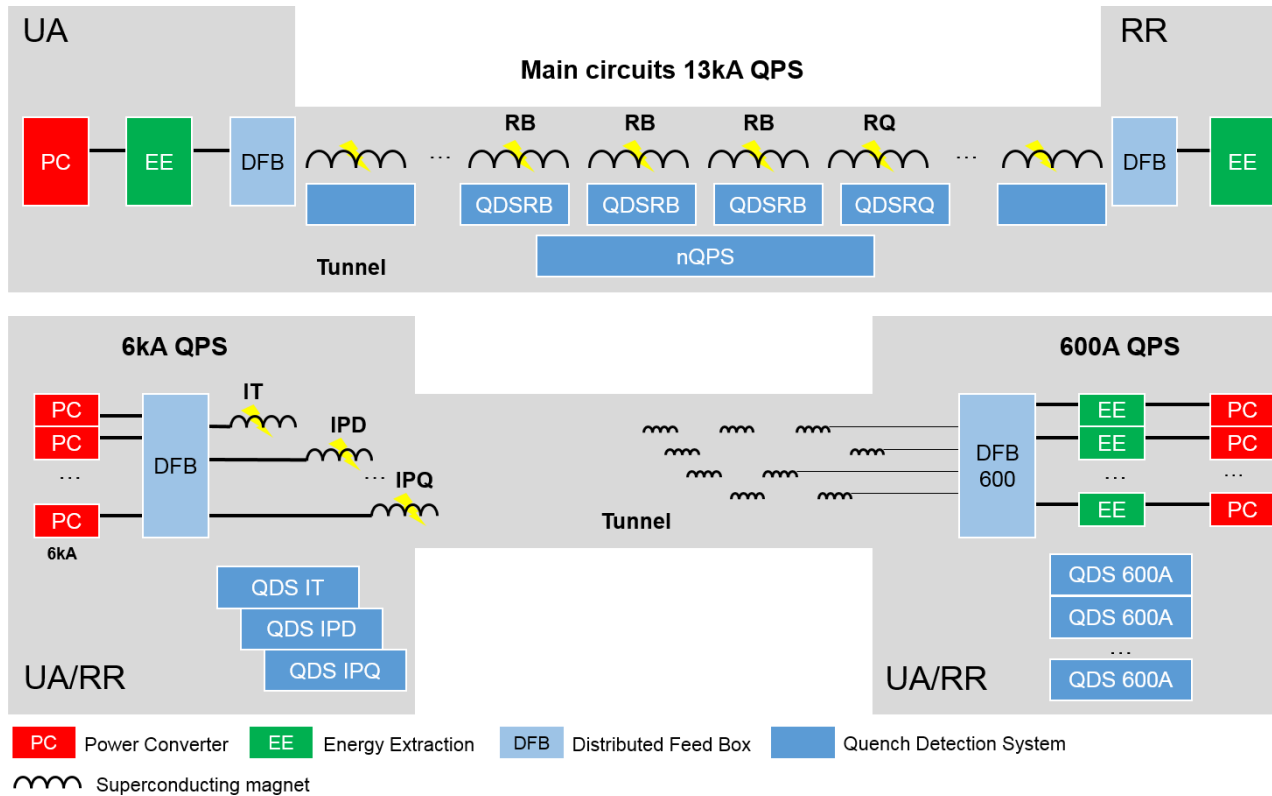 UA
RR
Main circuits 13kA QPS
RB RB RB RQ
PC EE DFB ... ... DFB EE
QDSRB QDSRB QDSRB QDSRQ
nQPS
Tunnel
6kA QPS
600A QPS
IT
PC EE PC
IPD
PC EE PC
DFB DFB
... ... 600 ... ...
IPQ
PC EE PC
Tunnel
6kA
QDS IT QDS 600A
QDS IPD QDS 600A
...
QDS IPQ QDS 600A
UA/RR UA/RR
PC Power Converter EE Energy Extraction DFB Distributed Feed Box Quench Detection System
Superconducting magnet